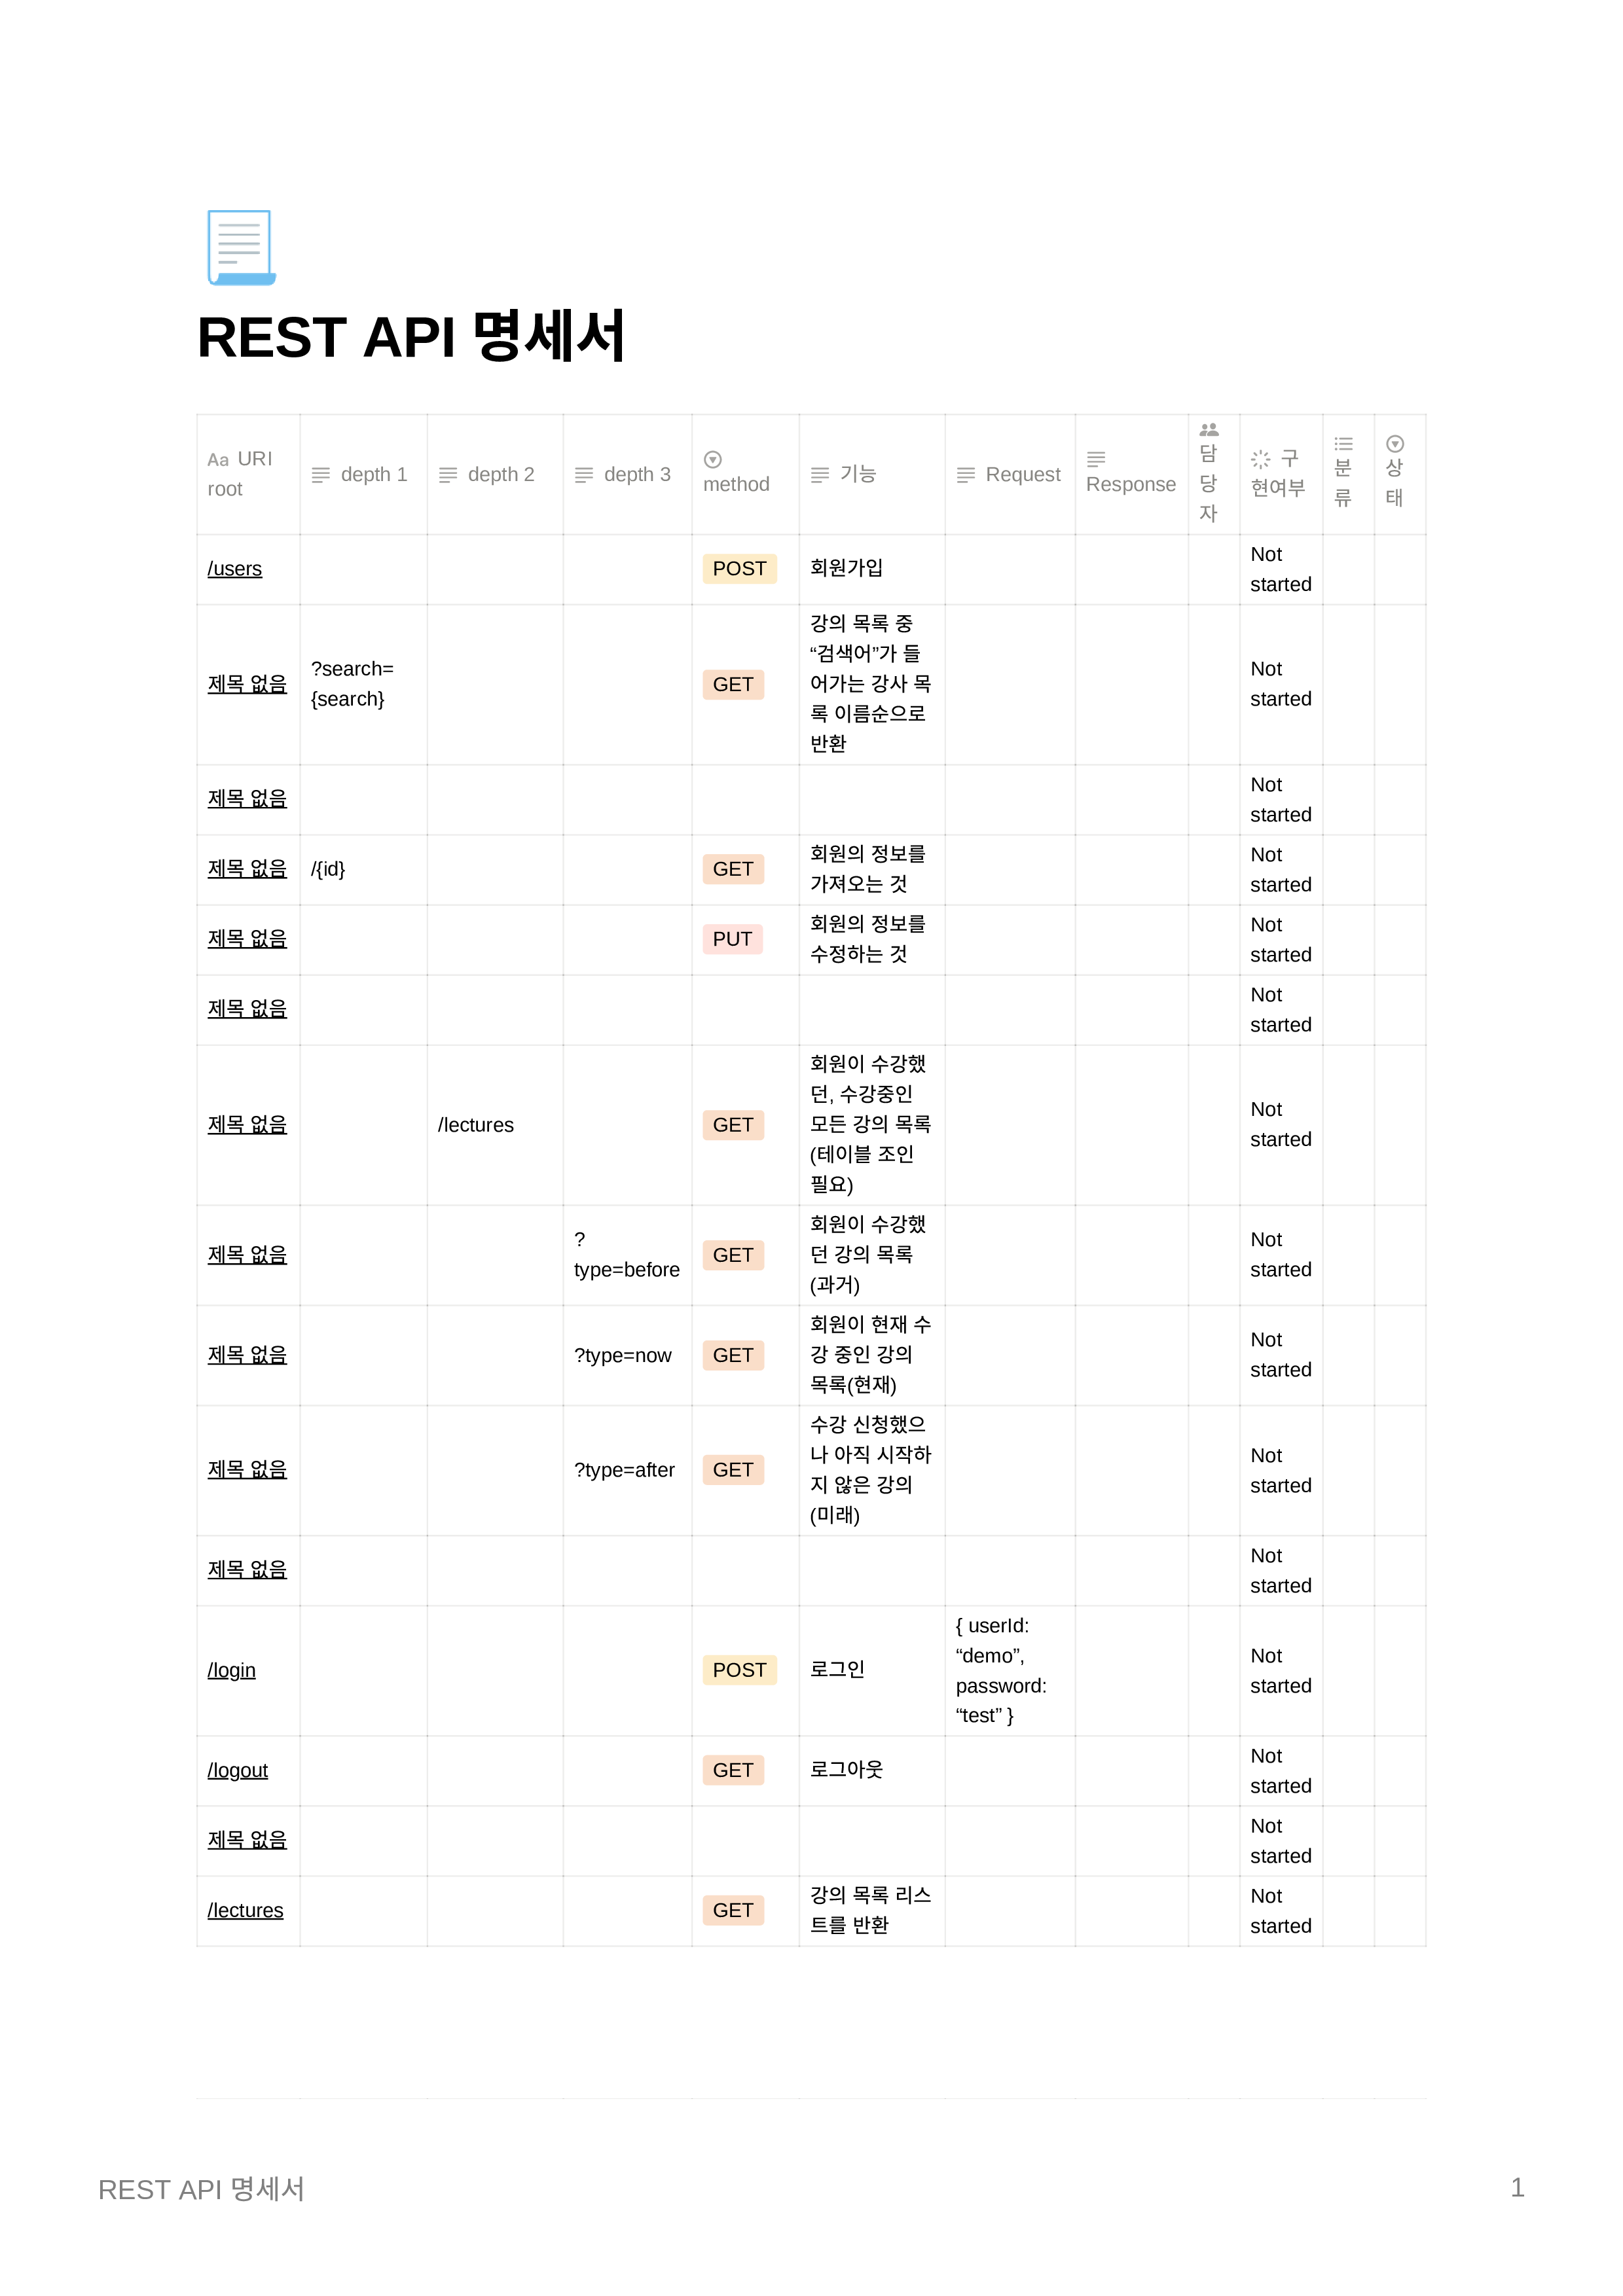 REST API 명세서
Aa URI root
depth 1
depth 2
depth 3
method
기능
Request
Response
담당자
구현여부
분류
상태
/users
POST
회원가입
Not started
제목 없음
?search={search}
GET
강의 목록 중
“검색어”가 들
어가는 강사 목
록 이름순으로
반환
Not started
제목 없음
Not started
제목 없음
/{id}
GET
회원의 정보를
가져오는 것
Not started
제목 없음
PUT
회원의 정보를
수정하는 것
Not started
제목 없음
Not started
제목 없음
/lectures
GET
회원이 수강했
던, 수강중인
모든 강의 목록
(테이블 조인
필요)
Not started
제목 없음
?
type=before
GET
회원이 수강했
던 강의 목록
(과거)
Not started
제목 없음
?type=now
GET
회원이 현재 수
강 중인 강의
목록(현재)
Not started
제목 없음
?type=after
GET
수강 신청했으
나 아직 시작하
지 않은 강의
(미래)
Not started
제목 없음
Not started
/login
POST
로그인
{ userId:
“demo”,
password:
“test” }
Not started
/logout
GET
로그아웃
Not started
제목 없음
Not started
/lectures
GET
강의 목록 리스
트를 반환
Not started
REST API 명세서
1